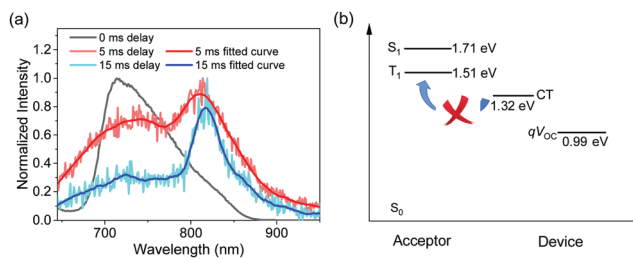 (a)
0 ms delay
5 ms delay 5 ms fitted curve
15 ms delay 15 ms fitted curve
Normalized Intensity
1.0
0.8
0.6
0.4
0.2
0.0
700 800 900
Wavelength (nm)
(b)
S₁ 1.71 eV
T₁ 1.51 eV
CT
1.32 eV
qVOC
0.99 eV
S₀
Acceptor Device